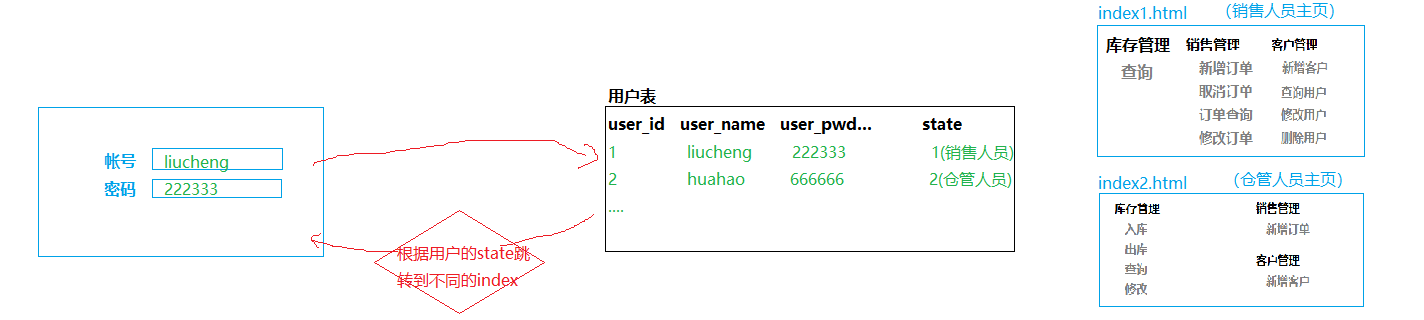 帐号 liucheng
密码 222333
根据用户的state跳
转到不同的index
用户表
user_id user_name user_pwd... state
1 liucheng 222333 1(销售人员)
2 huahao 666666 2(仓管人员)
....
index1.html (销售人员主页)
库存管理 销售管理 客户管理
查询 新增订单 新增客户
取消订单 查询用户
订单查询 修改用户
修改订单 删除用户
index2.html (仓管人员主页)
库存管理 销售管理
入库 新增订单
出库
查询 客户管理
修改 新增客户